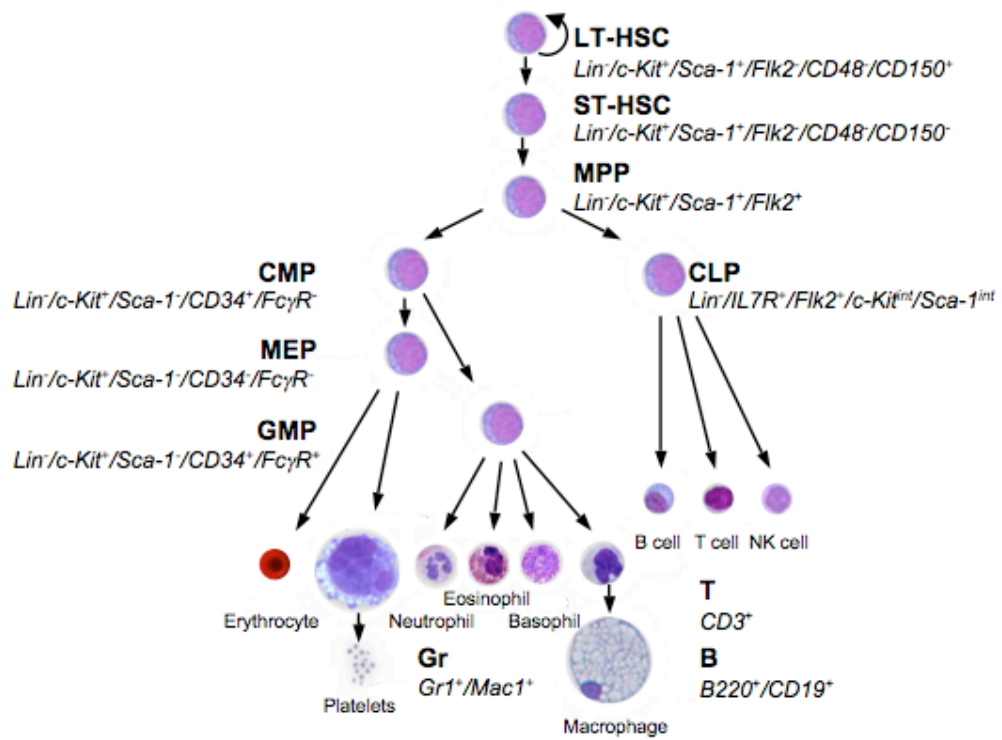 LT-HSC
Lin⁻/c-Kit⁺/Sca-1⁺/Flk2⁻/CD48⁻/CD150⁺
ST-HSC
Lin⁻/c-Kit⁺/Sca-1⁺/Flk2⁻/CD48⁻/CD150⁻
MPP
Lin⁻/c-Kit⁺/Sca-1⁺/Flk2⁺
CMP
Lin⁻/c-Kit⁺/Sca-1⁻/CD34⁺/FcγR⁻
CLP
Lin⁻/IL7R⁺/Flk2⁺/c-Kitⁱⁿᵗ/Sca-1ⁱⁿᵗ
MEP
Lin⁻/c-Kit⁺/Sca-1⁻/CD34⁻/FcγR⁻
GMP
Lin⁻/c-Kit⁺/Sca-1⁻/CD34⁺/FcγR⁺
B cell T cell NK cell
Erythrocyte
Neutrophil
Eosinophil
Basophil
Platelets
Gr
Gr1⁺/Mac1⁺
Macrophage
T
CD3⁺
B
B220⁺/CD19⁺